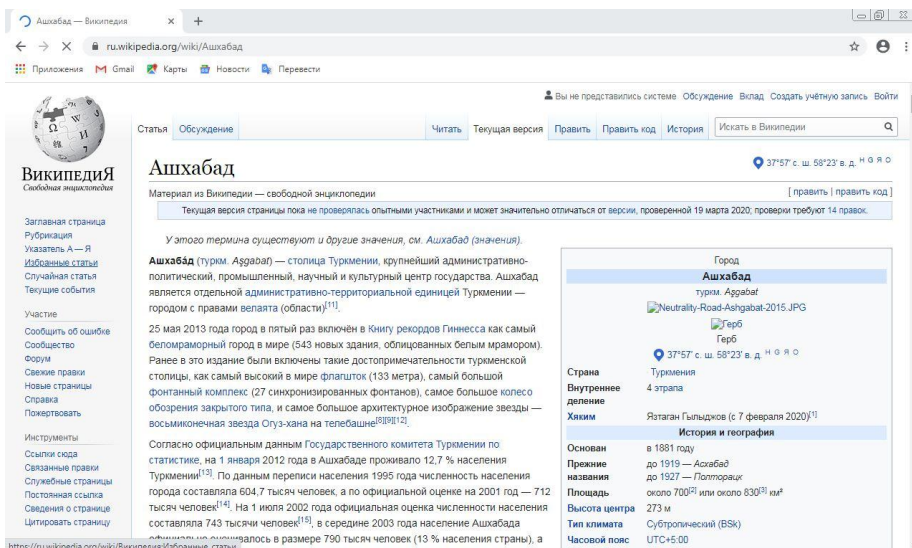 Ашхабад — Википедия
ru.wikipedia.org/wiki/Ашхабад
Приложения Gmail Карты Новости Перевести
Вы не представились системе Обсуждение Вклад Создать учётную запись Войти
Статья Обсуждение Читать Текущая версия Править Править код История Искать в Википедии
ВИКИПЕДИЯ
Свободная энциклопедия
Заглавная страница
Рубрикация
Указатель А — Я
Избранные статьи
Случайная статья
Текущие события
Участие
Сообщить об ошибке
Сообщество
Форум
Свежие правки
Новые страницы
Справка
Пожертвовать
Инструменты
Ссылки сюда
Связанные правки
Служебные страницы
Постоянная ссылка
Сведения о странице
Цитировать страницу
https://ru.wikipedia.org/wiki/Википедия:Избранные_статьи
Ашхабад
37°57′ с. ш. 58°23′ в. д. H G Я O
Материал из Википедии — свободной энциклопедии
[ править | править код ]
Текущая версия страницы пока не проверялась опытными участниками и может значительно отличаться от версии, проверенной 19 марта 2020; проверки требуют 14 правок.
У этого термина существуют и другие значения, см. Ашхабад (значения).
Ашхаба́д (туркм. Aşgabat) — столица Туркмении, крупнейший административно-
политический, промышленный, научный и культурный центр государства. Ашхабад
является отдельной административно-территориальной единицей Туркмении —
городом с правами велаята (области)[11].
25 мая 2013 года город в пятый раз включён в Книгу рекордов Гиннесса как самый
беломраморный город в мире (543 новых здания, облицованных белым мрамором).
Ранее в это издание были включены такие достопримечательности туркменской
столицы, как самый высокий в мире флагшток (133 метра), самый большой
фонтанный комплекс (27 синхронизированных фонтанов), самое большое колесо
обозрения закрытого типа, и самое большое архитектурное изображение звезды —
восьмиконечная звезда Огуз-хана на телебашне[8][9][12].
Согласно официальным данным Государственного комитета Туркмении по
статистике, на 1 января 2012 года в Ашхабаде проживало 12,7 % населения
Туркмении[13]. По данным переписи населения 1995 года численность населения
города составляла 604,7 тысяч человек, а по официальной оценке на 2001 год — 712
тысяч человек[14]. На 1 июля 2002 года официальная оценка численности населения
составляла 743 тысячи человек[15], в середине 2003 года население Ашхабада
официально оценивалось в размере 790 тысяч человек (13 % населения страны), а
Город
Ашхабад
туркм. Aşgabat
Neutrality-Road-Ashgabat-2015.JPG
Герб
Герб
37°57′ с. ш. 58°23′ в. д. H G Я O
Страна Туркмения
Внутреннее деление 4 этрапа
Хяким Язтаган Гылыджов (с 7 февраля 2020)[1]
История и география
Основан в 1881 году
Прежние названия до 1919 — Асхабад
до 1927 — Полторацк
Площадь около 700[2] или около 830[3] км²
Высота центра 273 м
Тип климата Субтропический (BSk)
Часовой пояс UTC+5:00